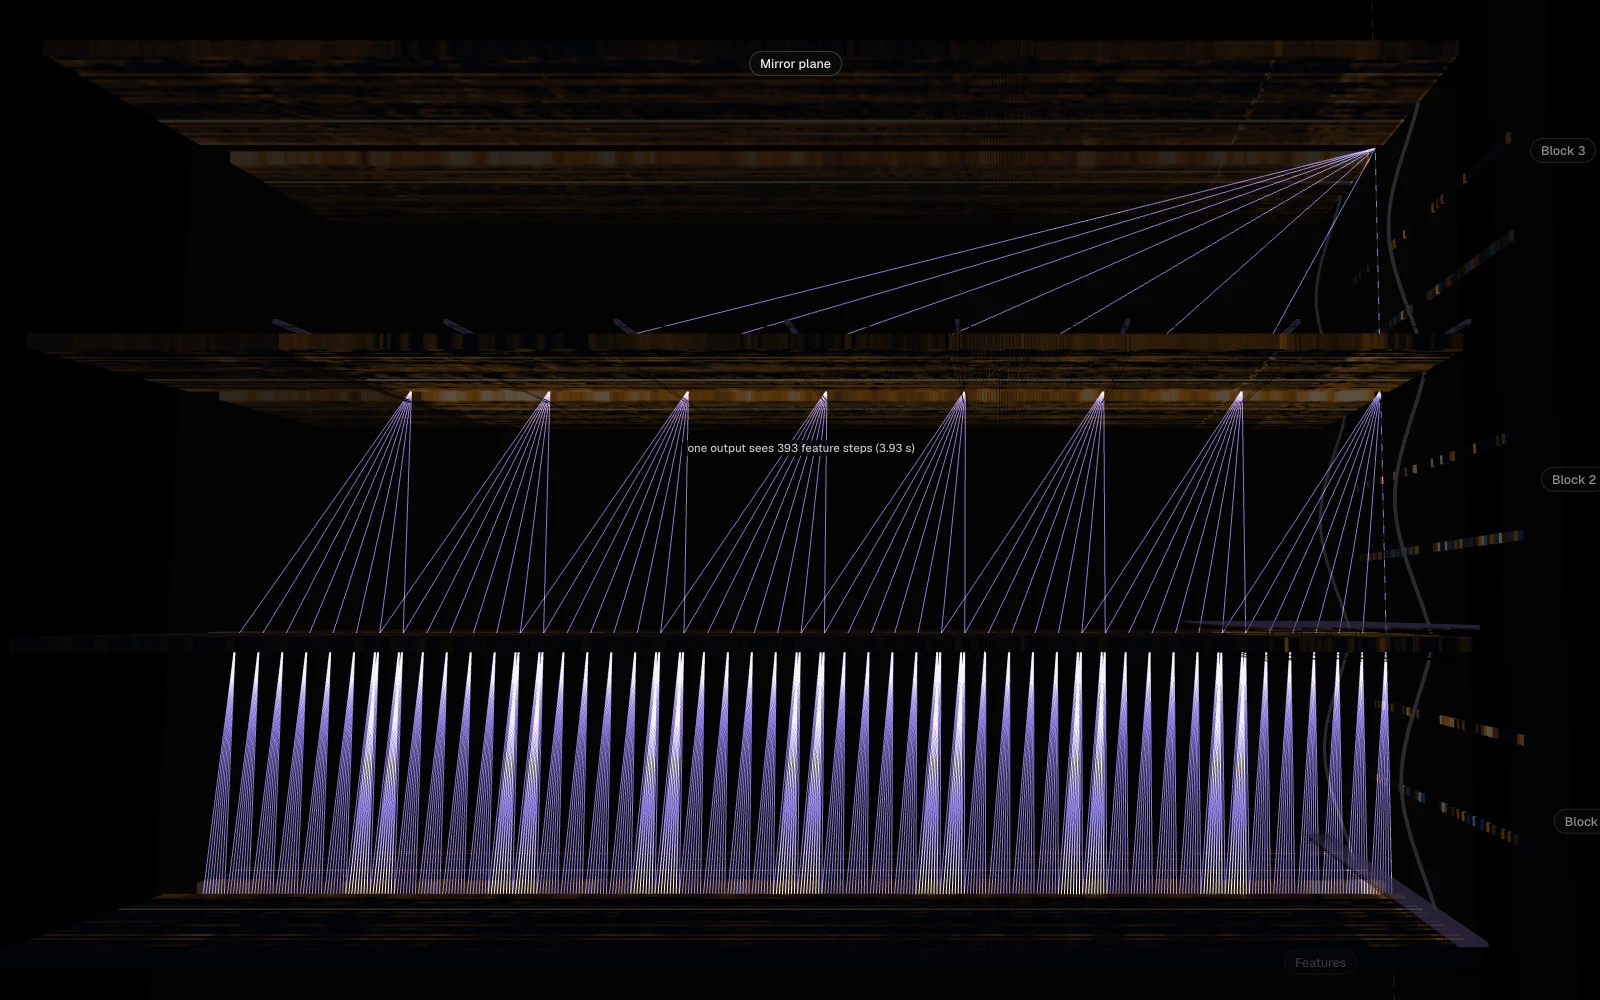 Mirror plane
Block 3
one output sees 393 feature steps (3.93 s)
Block 2
Block
Features